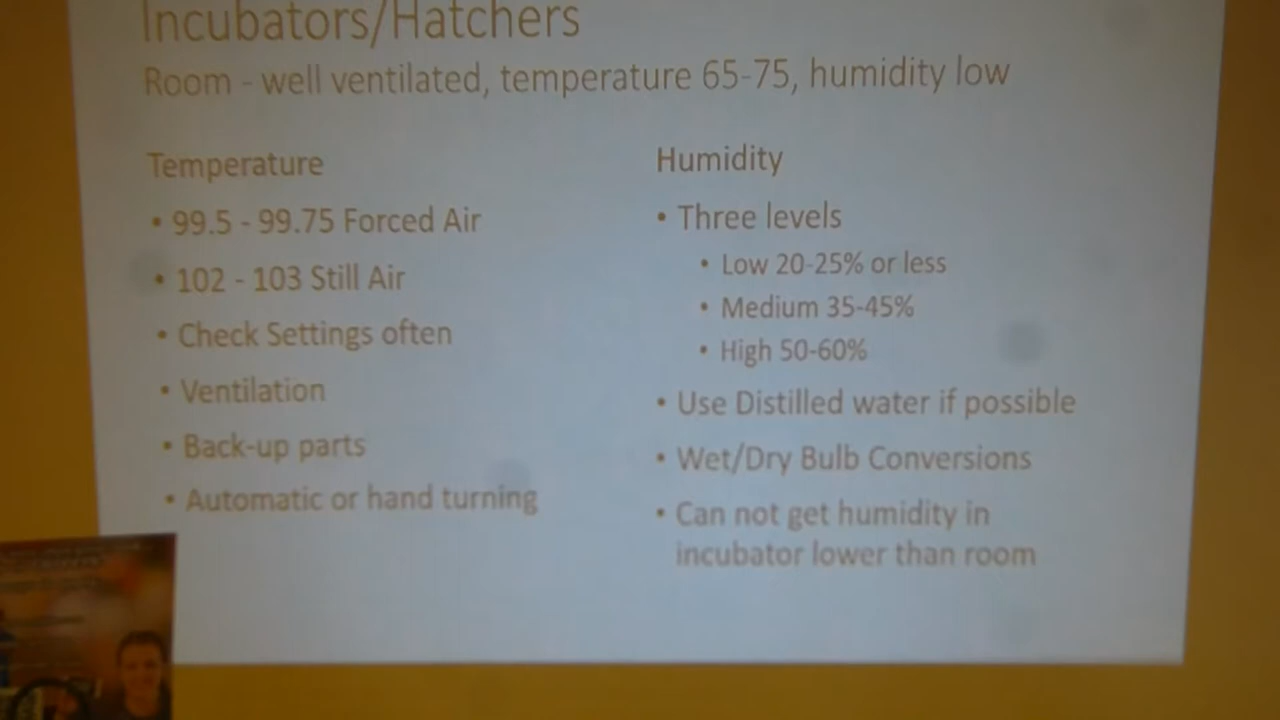 Incubators/Hatchers
Room - well ventilated, temperature 65-75, humidity low
Temperature
• 99.5 - 99.75 Forced Air
• 102 - 103 Still Air
• Check Settings often
• Ventilation
• Back-up parts
• Automatic or hand turning
Humidity
• Three levels
• Low 20-25% or less
• Medium 35-45%
• High 50-60%
• Use Distilled water if possible
• Wet/Dry Bulb Conversions
• Can not get humidity in
incubator lower than room